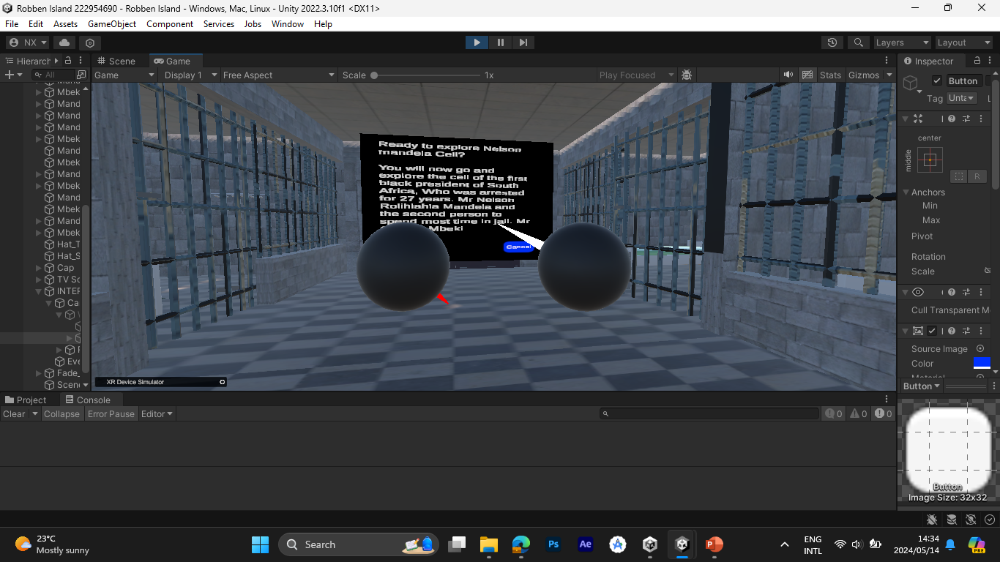 Robben Island 222954690 - Robben Island - Windows, Mac, Linux - Unity 2022.3.10f1 <DX11>
File Edit Assets GameObject Component Services Jobs Window Help
NX
Layers Layout
Hierarch
Scene
Game
Inspector
All
Game
Display 1
Free Aspect
Scale 1x
Play Focused
Stats
Gizmos
Button
Tag Unta
Mbek
Mand
Mand
Mand
Mbek
Mand
Mbek
Mand
Mbek
Mand
Mbek
Mand
Mbek
Hat_T
Hat_S
Cap
TV Sc
INTER
Ca
Eve
Fade_
Scene
Ready to explore Nelson
mandela Cell?
You will now go and
explore the cell of the first
black president of South
Africa, Who was arrested
for 27 years. Mr Nelson
Rolihlahla Mandela and
the second person to
spend most time in jail. Mr
Mbeki
Cancel
XR Device Simulator
center
middle
R
Anchors
Min
Max
Pivot
Rotation
Scale
Cull Transparent M
Source Image
Color
Button
Button
Image Size: 32x32
Project
Console
Clear
Collapse
Error Pause
Editor
0 0 0
23°C
Mostly sunny
Search
Ps
Ae
ENG
INTL
14:34
2024/05/14
PRE